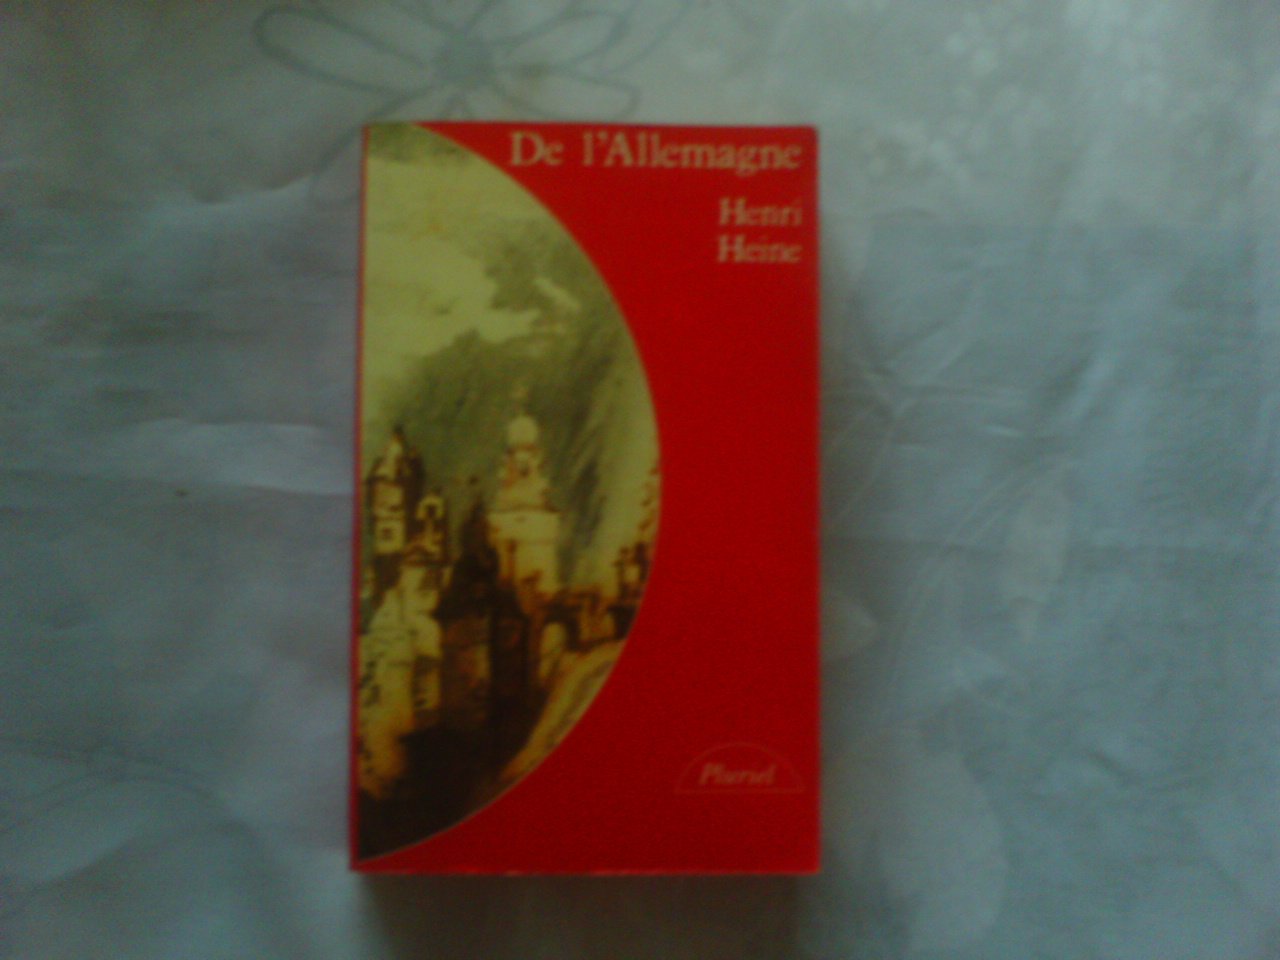 De l'Allemagne
Henri
Heine
Pluriel